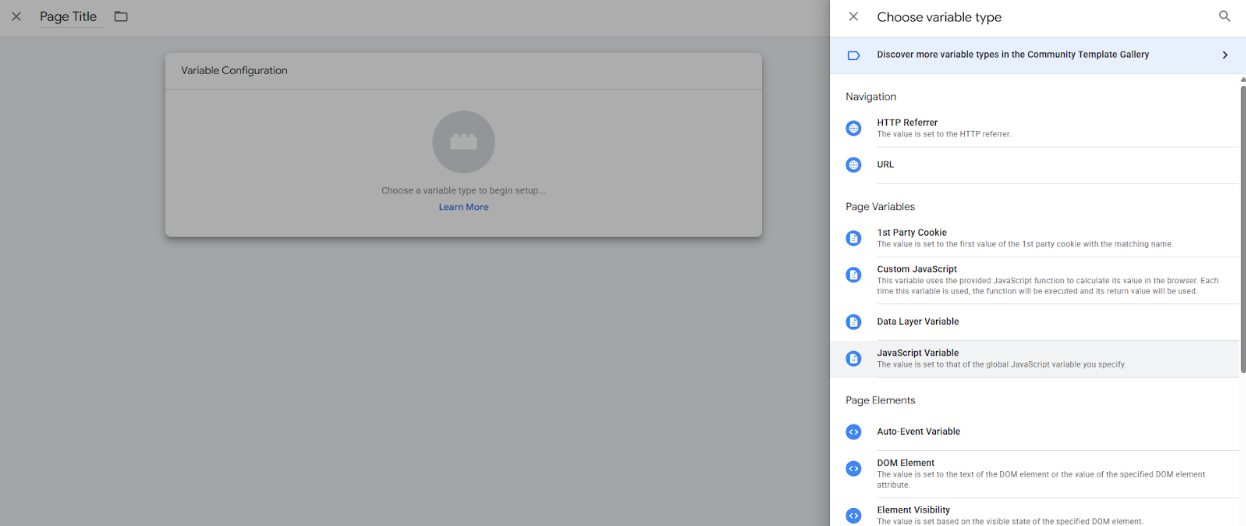 Page Title
Variable Configuration
Choose a variable type to begin setup...
Learn More
Choose variable type
Discover more variable types in the Community Template Gallery
Navigation
HTTP Referrer
The value is set to the HTTP referrer.
URL
Page Variables
1st Party Cookie
The value is set to the first value of the 1st party cookie with the matching name.
Custom JavaScript
This variable uses the provided JavaScript function to calculate its value in the browser. Each
time this variable is used, the function will be executed and its return value will be used.
Data Layer Variable
JavaScript Variable
The value is set to that of the global JavaScript variable you specify.
Page Elements
Auto-Event Variable
DOM Element
The value is set to the text of the DOM element or the value of the specified DOM element
attribute.
Element Visibility
The value is set based on the visible state of the specified DOM element.